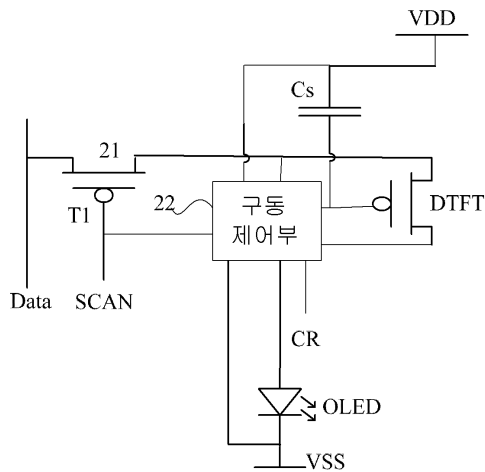 VDD
Cs
21
T1
22
구동
제어부
DTFT
Data
SCAN
CR
OLED
VSS